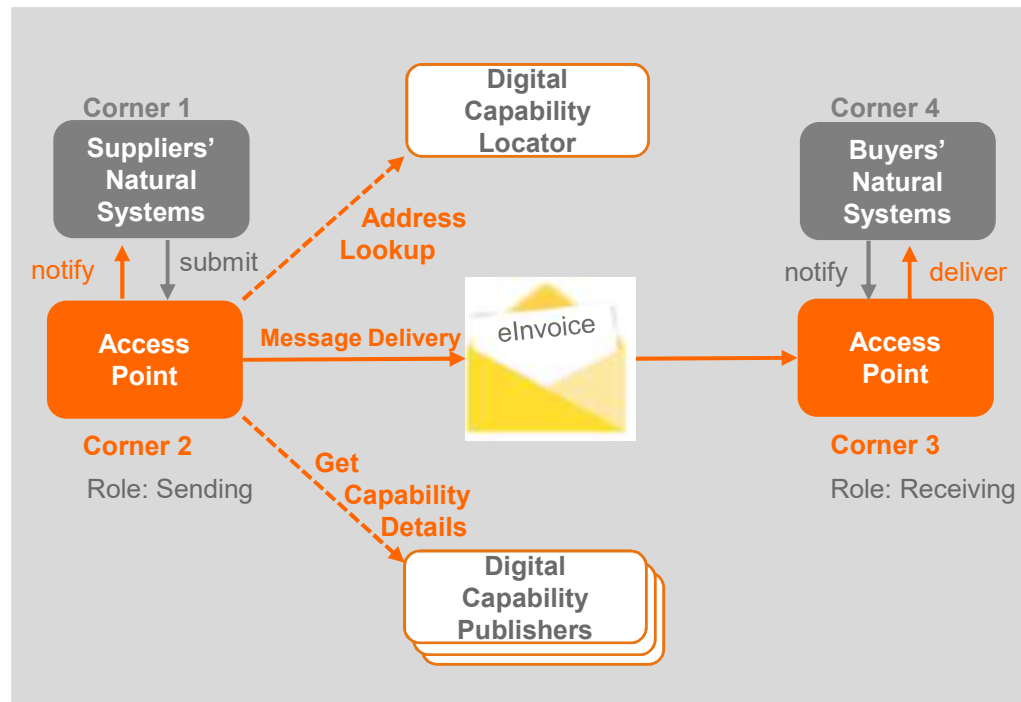 Corner 1
Suppliers’
Natural
Systems
notify
submit
Access
Point
Corner 2
Role: Sending
Digital
Capability
Locator
Address
Lookup
Message Delivery
eInvoice
Get
Capability
Details
Digital
Capability
Publishers
Corner 4
Buyers’
Natural
Systems
notify
deliver
Access
Point
Corner 3
Role: Receiving